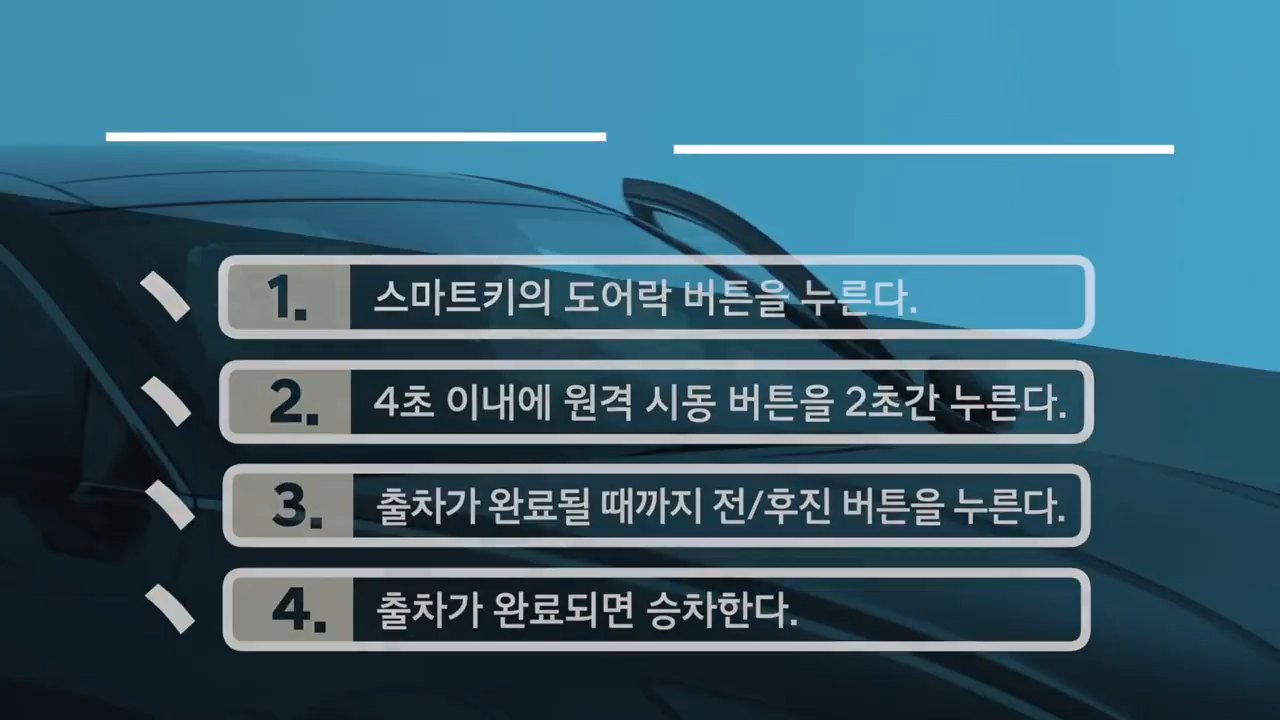 1. 스마트키의 도어락 버튼을 누른다.
2. 4초 이내에 원격 시동 버튼을 2초간 누른다.
3. 출차가 완료될 때까지 전/후진 버튼을 누른다.
4. 출차가 완료되면 승차한다.